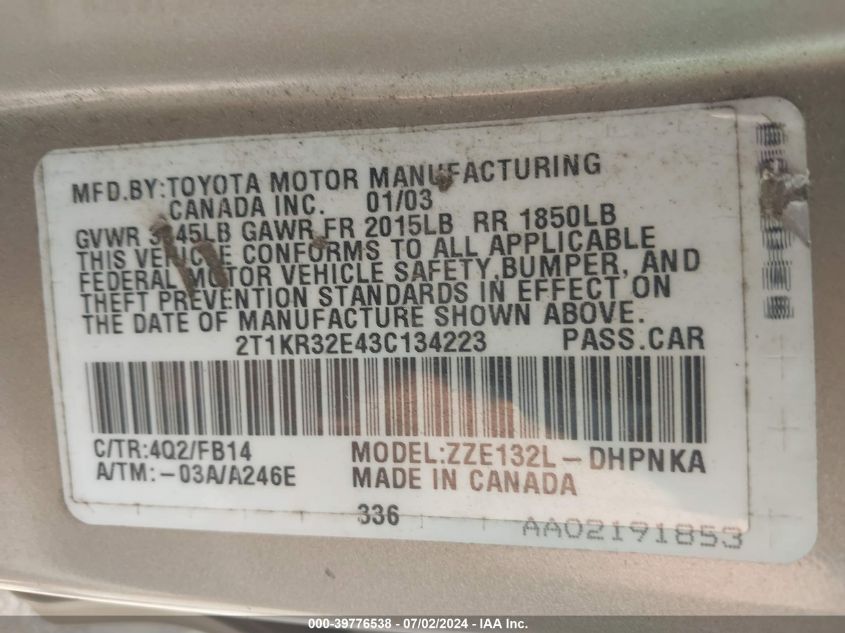 MFD.BY:TOYOTA MOTOR MANUFACTURING
CANADA INC. 01/03
GVWR GAWR FR 2015LB RR 1850LB
THIS VEHICLE CONFORMS TO ALL APPLICABLE
FEDERAL MOTOR VEHICLE SAFETY,BUMPER, AND
THEFT PREVENTION STANDARDS IN EFFECT ON
THE DATE OF MANUFACTURE SHOWN ABOVE.
2T1KR32E43C134223 PASS.CAR
C/TR:4Q2/FB14 MODEL:ZZE132L-DHPNKA
A/TM:-03A/A246E MADE IN CANADA
336 AA02191853
000-39776538 / 07/02/2024 - IAA Inc.